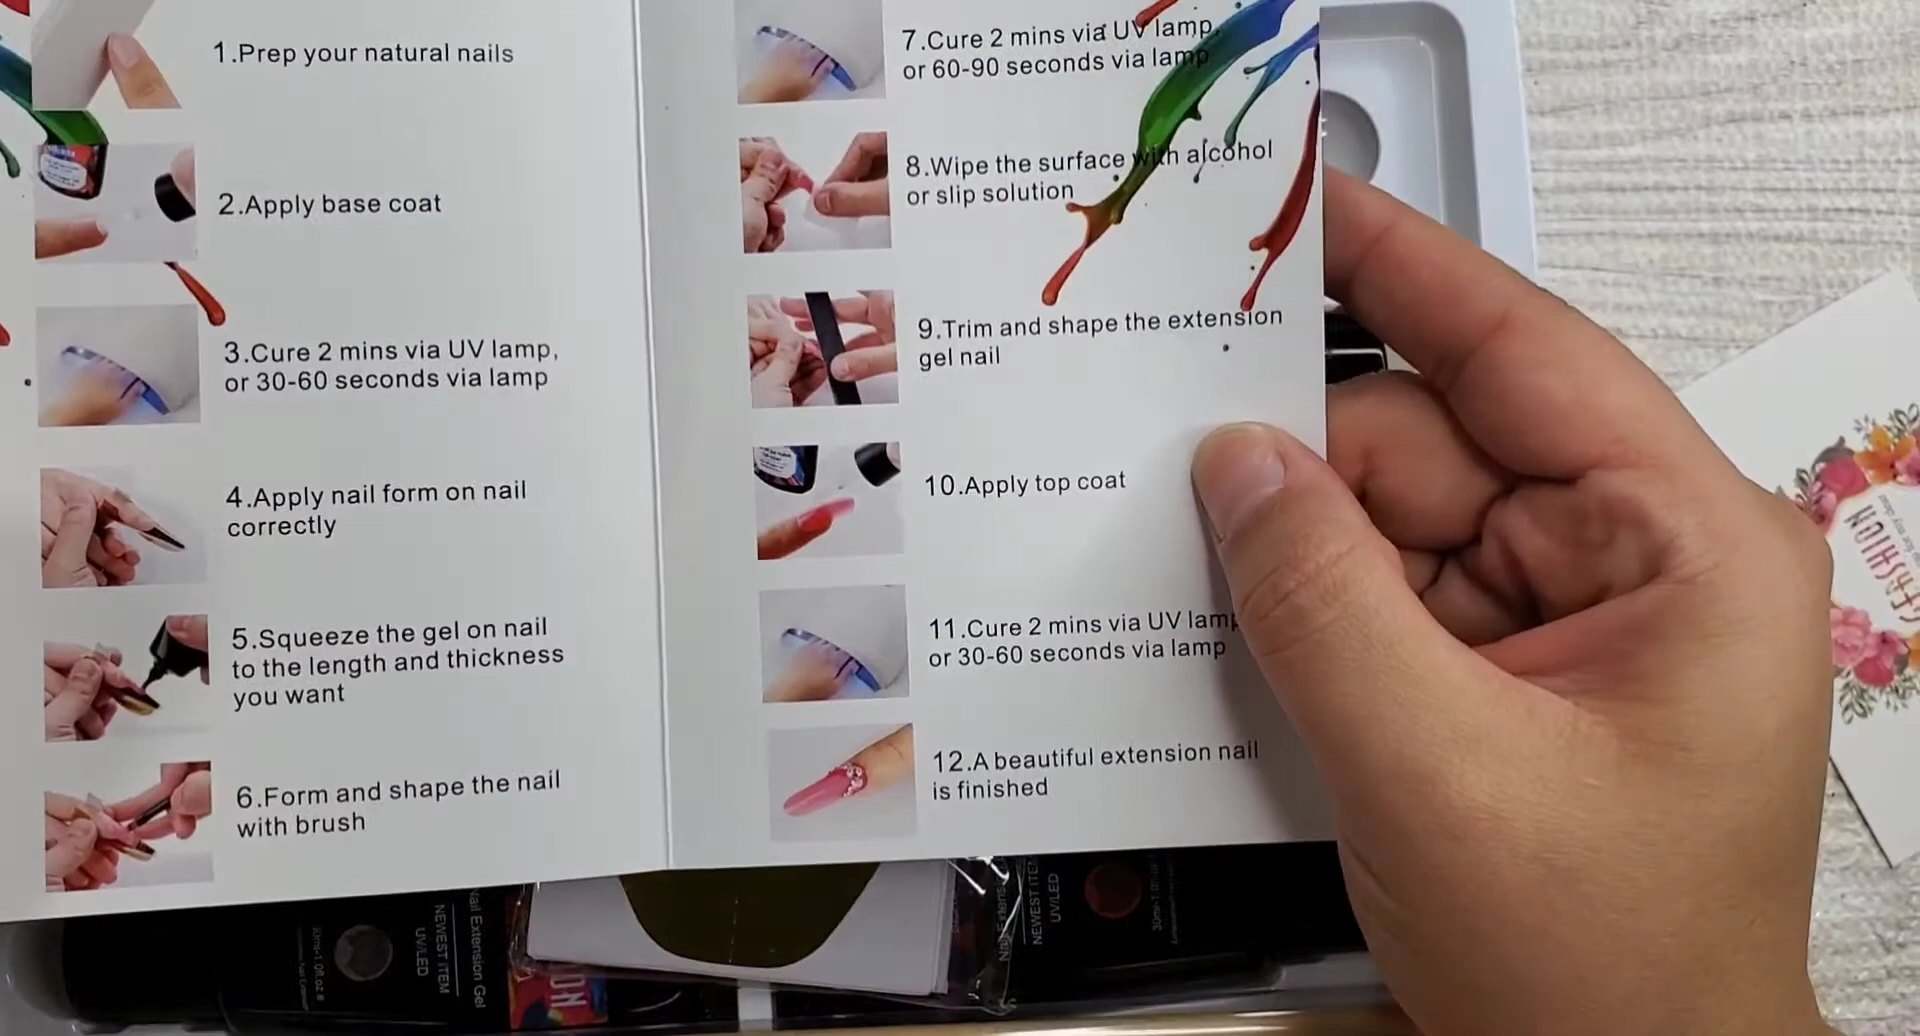 1.Prep your natural nails
2.Apply base coat
3.Cure 2 mins via UV lamp,
or 30-60 seconds via lamp
4.Apply nail form on nail
correctly
5.Squeeze the gel on nail
to the length and thickness
you want
6.Form and shape the nail
with brush
7.Cure 2 mins via UV lamp,
or 60-90 seconds via lamp
8.Wipe the surface with alcohol
or slip solution
9.Trim and shape the extension
gel nail
10.Apply top coat
11.Cure 2 mins via UV lamp
or 30-60 seconds via lamp
12.A beautiful extension nail
is finished
Nail Extension Gel
NEWEST ITEM
UV/LED
NEWEST ITEM
UV/LED
FASHION
for my dear